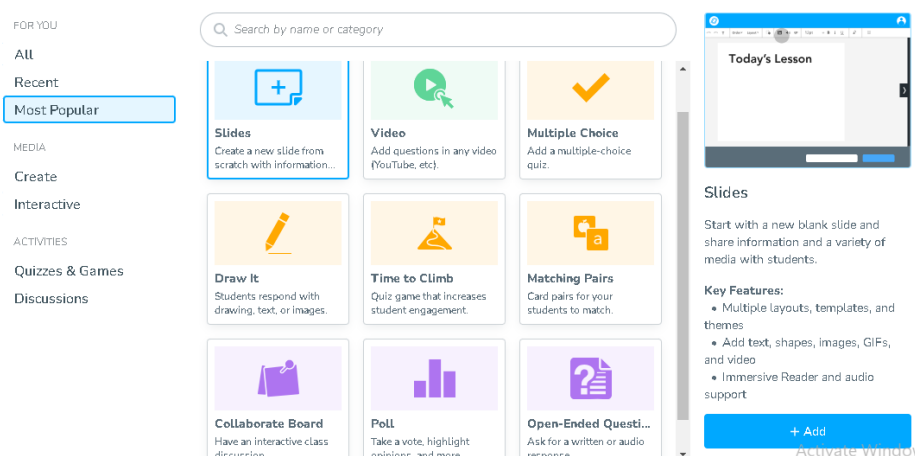 FOR YOU
All
Recent
Most Popular
MEDIA
Create
Interactive
ACTIVITIES
Quizzes & Games
Discussions
Search by name or category
Slides
Create a new slide from
scratch with information...
Video
Add questions in any video
(YouTube, etc).
Multiple Choice
Add a multiple-choice
quiz.
Draw It
Students respond with
drawing, text, or images.
Time to Climb
Quiz game that increases
student engagement.
a
Matching Pairs
Card pairs for your
students to match.
Collaborate Board
Have an interactive class
discussion
Poll
Take a vote, highlight
opinions, and more
Open-Ended Questi...
Ask for a written or audio
response
Today's Lesson
Slides
Start with a new blank slide and
share information and a variety of
media with students.
Key Features:
• Multiple layouts, templates, and
themes
• Add text, shapes, images, GIFs,
and video
• Immersive Reader and audio
support
+ Add
Activate Window